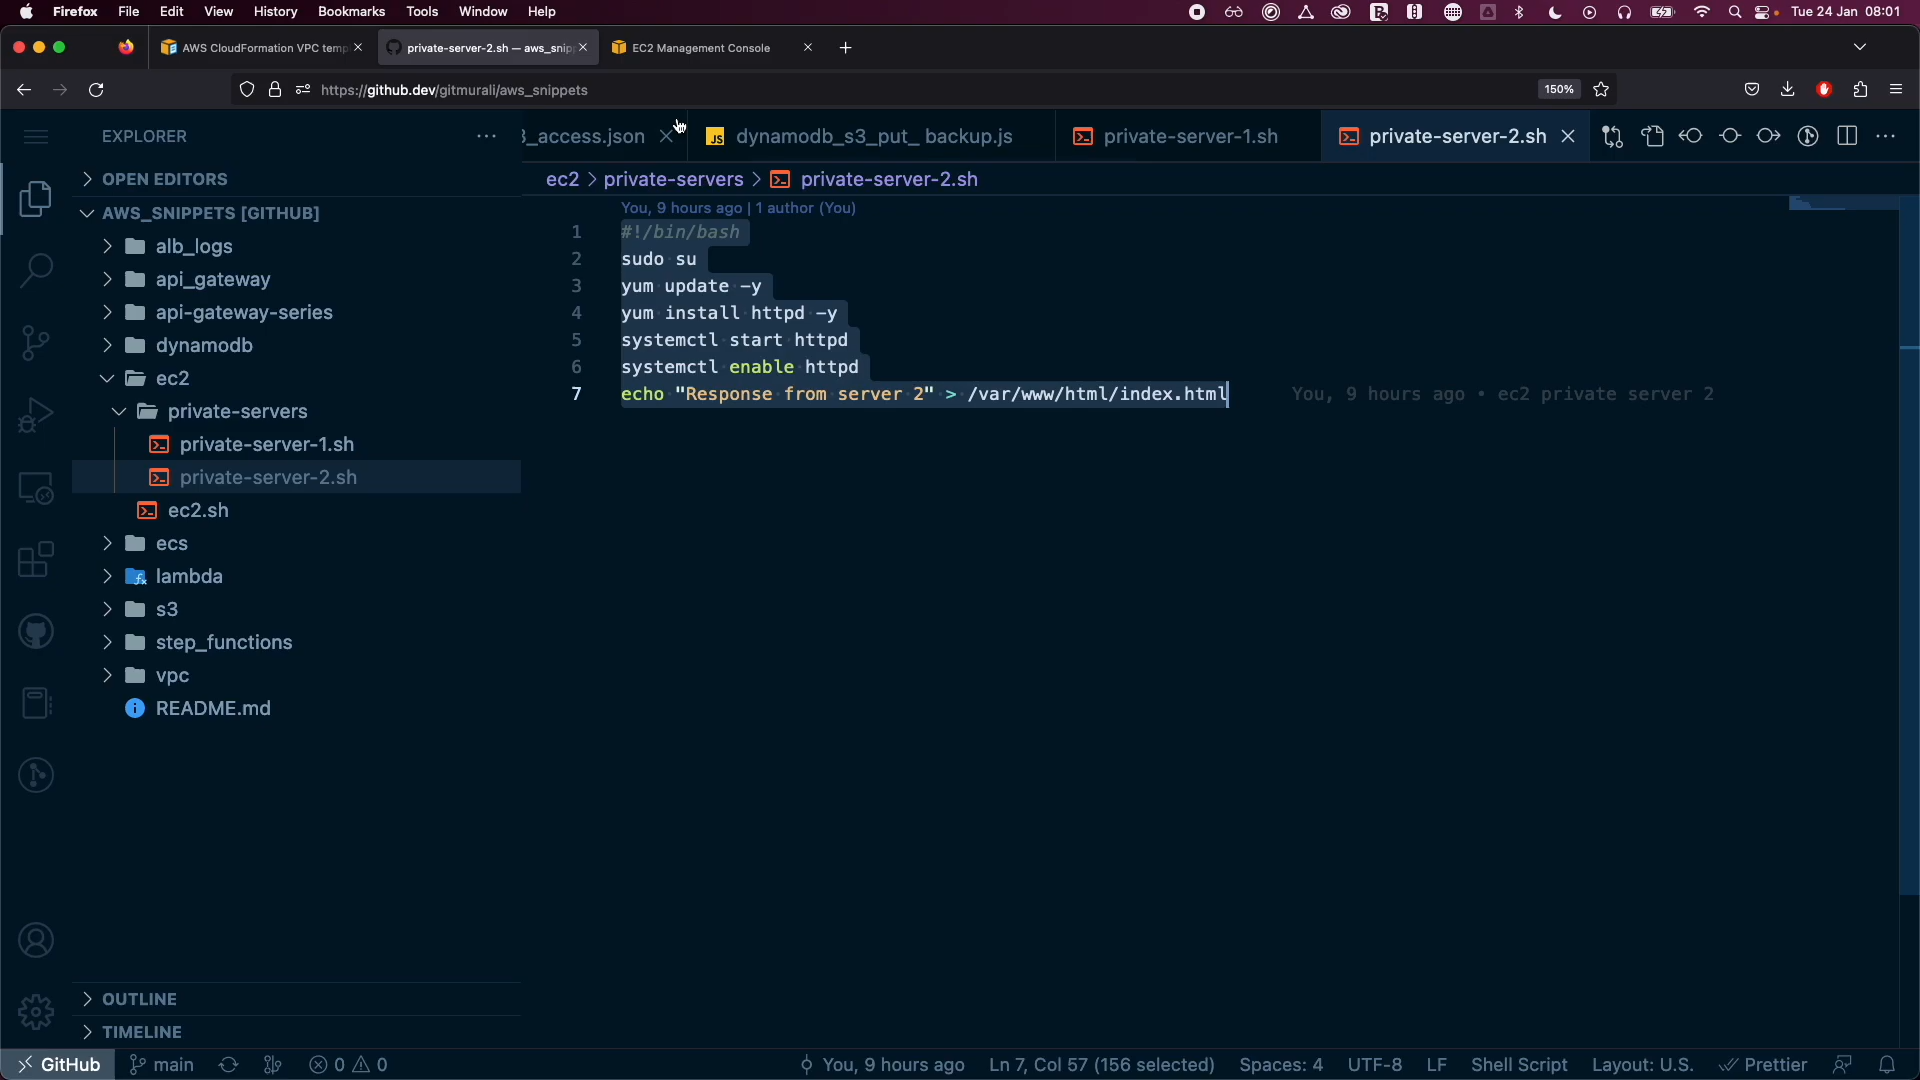 Firefox File Edit View History Bookmarks Tools Window Help Tue 24 Jan 08:01
AWS CloudFormation VPC temp private-server-2.sh — aws_snip EC2 Management Console
https://github.dev/gitmurali/aws_snippets 150%
EXPLORER
3_access.json JS dynamodb_s3_put_ backup.js private-server-1.sh private-server-2.sh
OPEN EDITORS
ec2 > private-servers > private-server-2.sh
AWS_SNIPPETS [GITHUB]
alb_logs
api_gateway
api-gateway-series
dynamodb
ec2
private-servers
private-server-1.sh
private-server-2.sh
ec2.sh
ecs
lambda
s3
step_functions
vpc
README.md
OUTLINE
TIMELINE
You, 9 hours ago | 1 author (You)
1 #!/bin/bash
2 sudo su
3 yum update -y
4 yum install httpd -y
5 systemctl start httpd
6 systemctl enable httpd
7 echo "Response from server 2" > /var/www/html/index.html You, 9 hours ago • ec2 private server 2
GitHub main 0 0 You, 9 hours ago Ln 7, Col 57 (156 selected) Spaces: 4 UTF-8 LF Shell Script Layout: U.S. Prettier